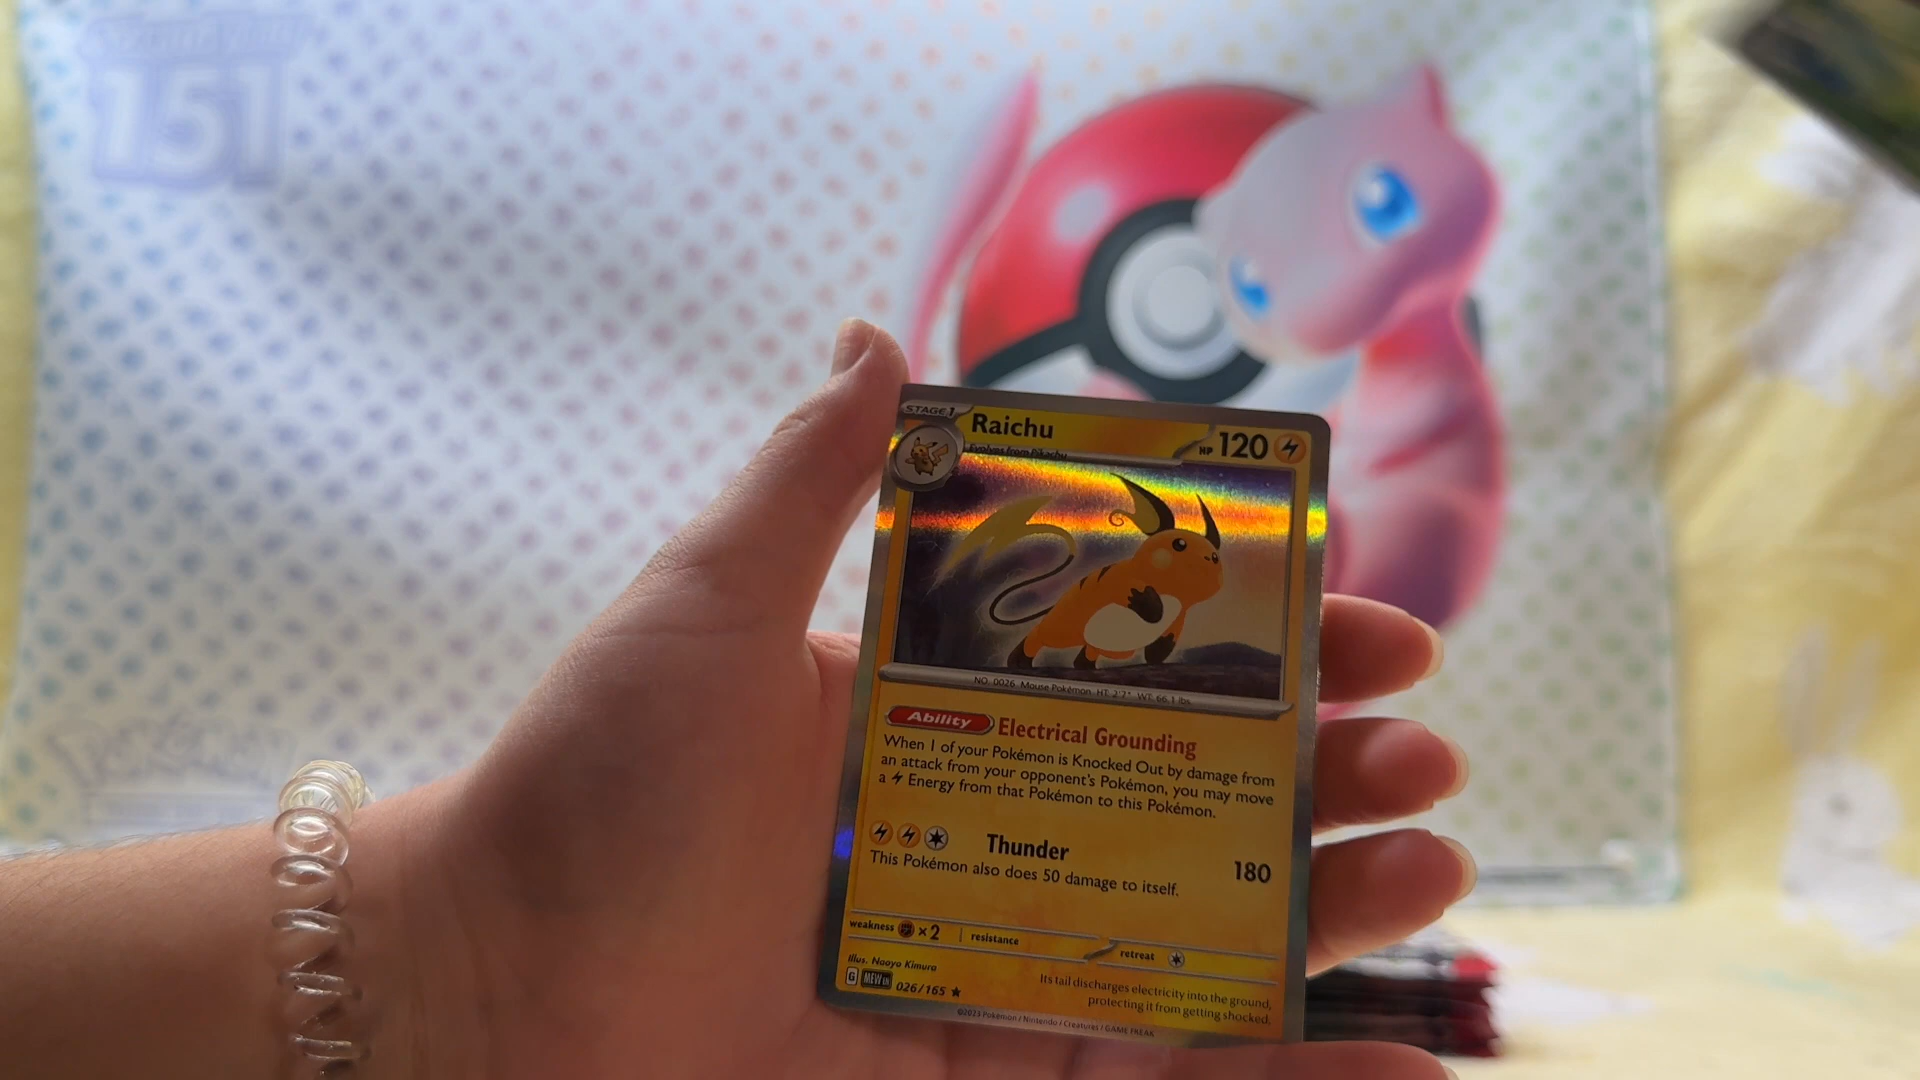 151
Pokémon
STAGE 1
Raichu
HP 120
Evolves from Pikachu
NO. 0026 Mouse Pokémon HT: 2'7" WT: 66.1 lbs.
Ability Electrical Grounding
When 1 of your Pokémon is Knocked Out by damage from
an attack from your opponent's Pokémon, you may move
a Energy from that Pokémon to this Pokémon.
Thunder 180
This Pokémon also does 50 damage to itself.
weakness ×2 resistance retreat
Illus. Naoyo Kimura
G MEW EN 026/165 ★
Its tail discharges electricity into the ground,
protecting it from getting shocked.
©2023 Pokémon / Nintendo / Creatures / GAME FREAK